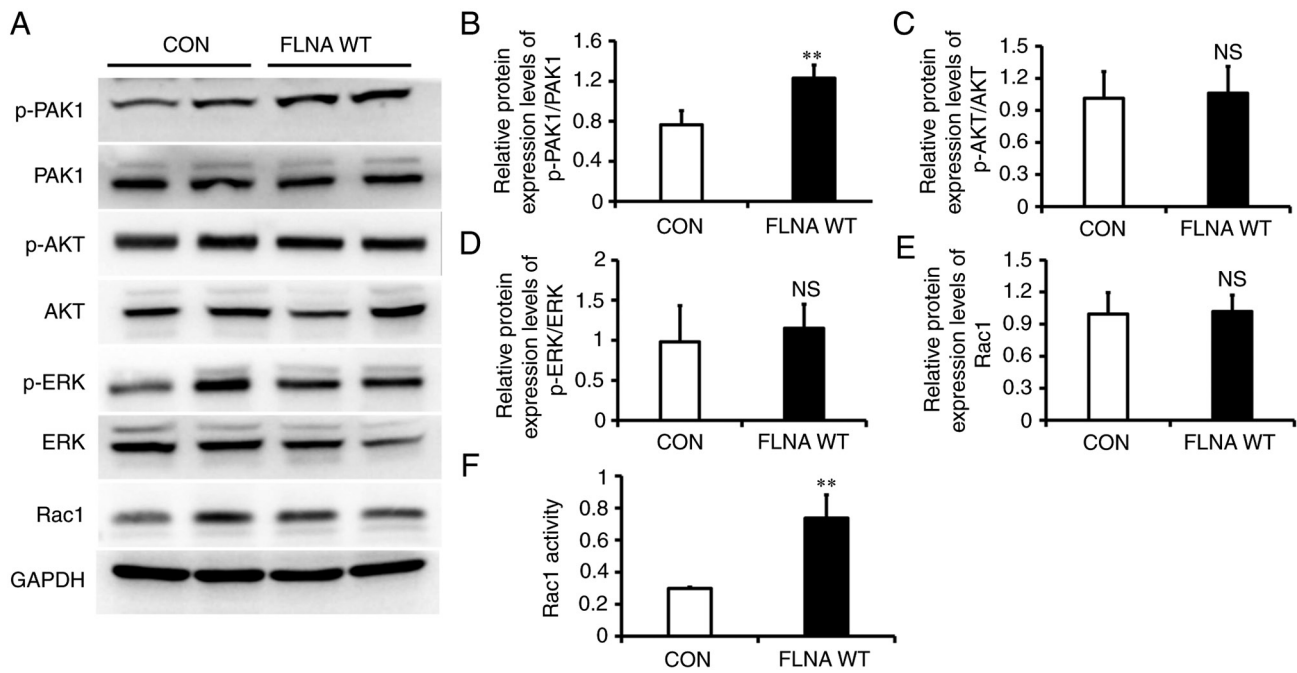 A
CON
FLNA WT
p-PAK1
PAK1
p-AKT
AKT
p-ERK
ERK
Rac1
GAPDH
B
Relative protein
expression levels of
p-PAK1/PAK1
1.6
1.2
0.8
0.4
0
**
CON
FLNA WT
C
Relative protein
expression levels of
p-AKT/AKT
1.5
1.2
0.9
0.6
0.3
0
NS
CON
FLNA WT
D
Relative protein
expression levels of
p-ERK/ERK
2
1.5
1
0.5
0
NS
CON
FLNA WT
E
Relative protein
expression levels of
Rac1
1.5
1.2
0.9
0.6
0.3
0
NS
CON
FLNA WT
F
Rac1 activity
1
0.8
0.6
0.4
0.2
0
**
CON
FLNA WT